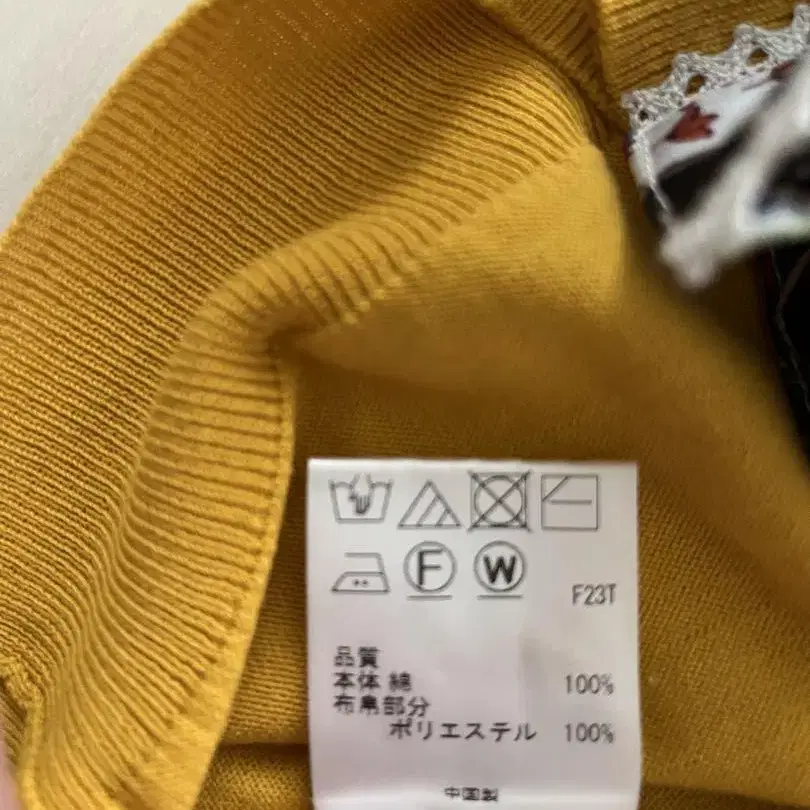 F W
F23T
品質
本体 綿 100%
布帛部分
ポリエステル 100%
中国製